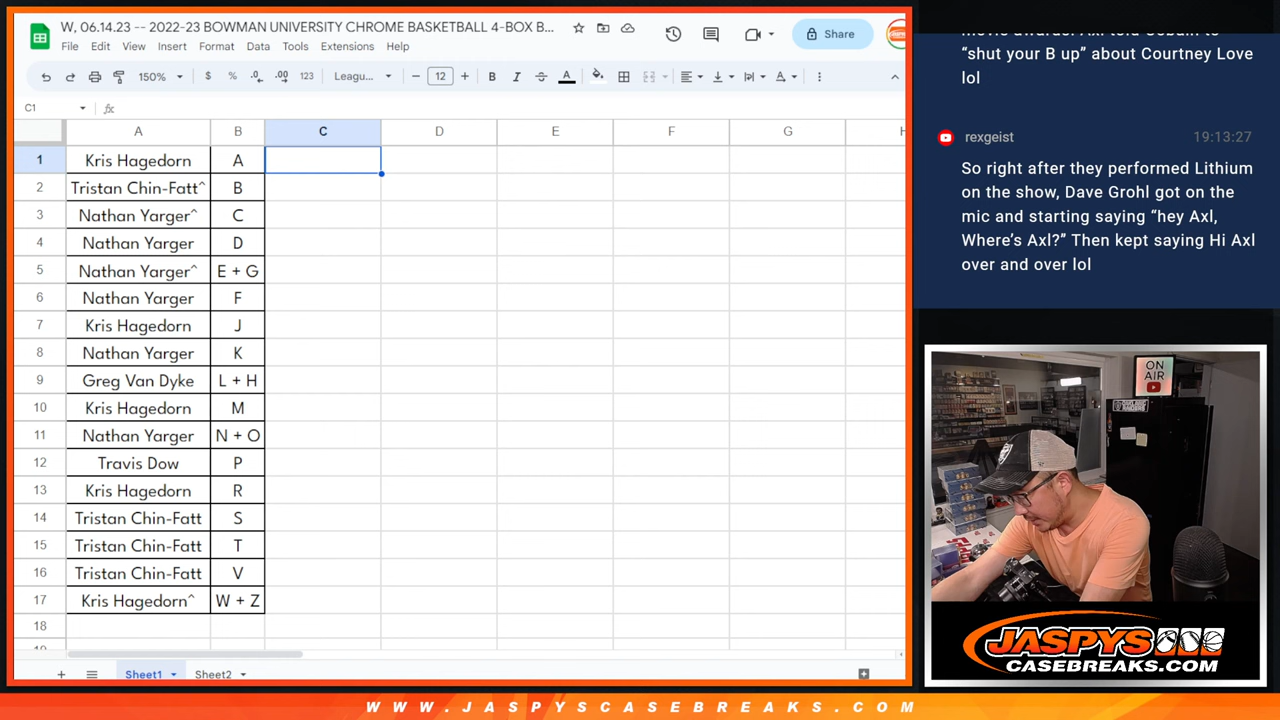 W, 06.14.23 -- 2022-23 BOWMAN UNIVERSITY CHROME BASKETBALL 4-BOX B...
File Edit View Insert Format Data Tools Extensions Help
Share
150% $ % .0 .00 123 Leagu... − 12 + B I A
C1 fx
A B C D E F G H
1 Kris Hagedorn A
2 Tristan Chin-Fatt^ B
3 Nathan Yarger^ C
4 Nathan Yarger D
5 Nathan Yarger^ E + G
6 Nathan Yarger F
7 Kris Hagedorn J
8 Nathan Yarger K
9 Greg Van Dyke L + H
10 Kris Hagedorn M
11 Nathan Yarger N + O
12 Travis Dow P
13 Kris Hagedorn R
14 Tristan Chin-Fatt S
15 Tristan Chin-Fatt T
16 Tristan Chin-Fatt V
17 Kris Hagedorn^ W + Z
18
+ Sheet1 Sheet2
“shut your B up” about Courtney Love
lol
rexgeist 19:13:27
So right after they performed Lithium
on the show, Dave Grohl got on the
mic and starting saying “hey Axl,
Where’s Axl?” Then kept saying Hi Axl
over and over lol
ON
AIR
JASPYS
CASEBREAKS.COM
WWW.JASPYSCASEBREAKS.COM